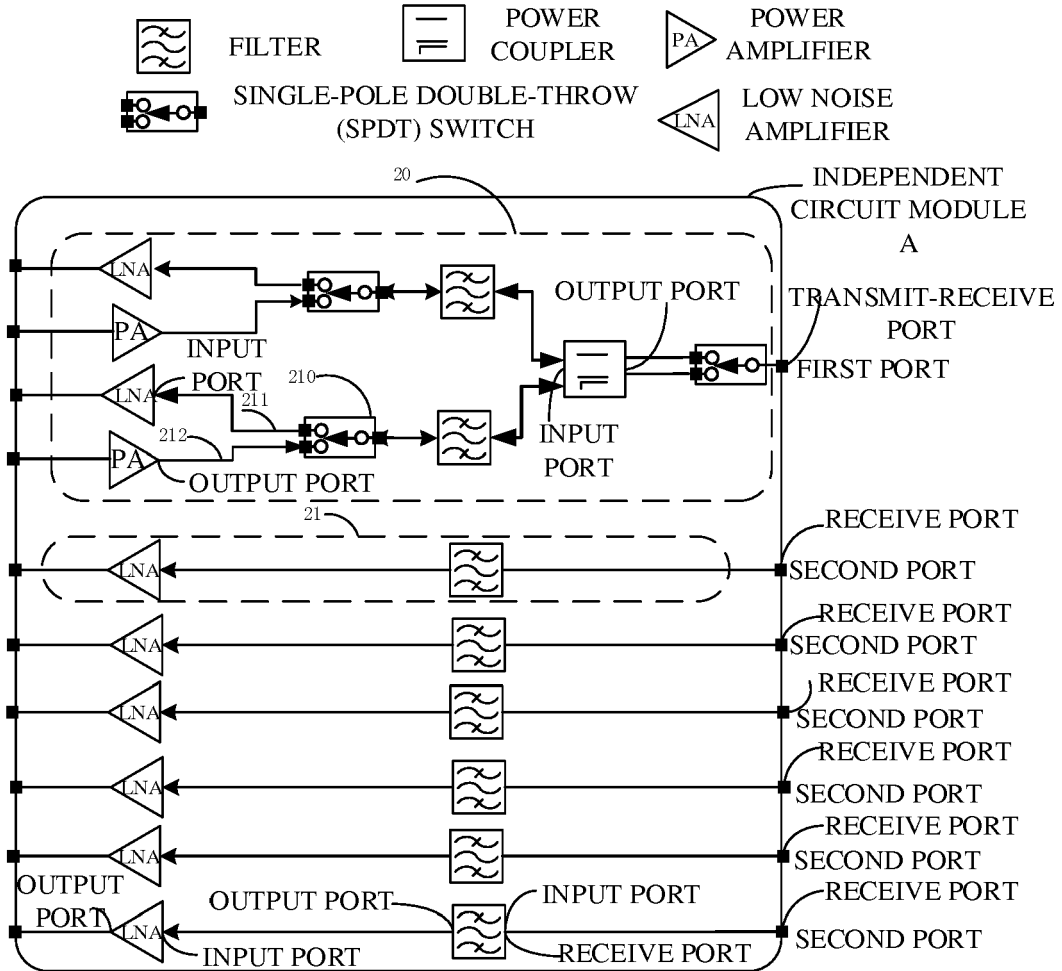 FILTER
POWER
COUPLER
PA
POWER
AMPLIFIER
SINGLE-POLE DOUBLE-THROW
(SPDT) SWITCH
LNA
LOW NOISE
AMPLIFIER
20
INDEPENDENT
CIRCUIT MODULE
A
LNA
OUTPUT PORT
TRANSMIT-RECEIVE
PORT
PA
INPUT
PORT
FIRST PORT
LNA
210
211
212
INPUT
PORT
PA
OUTPUT PORT
21
RECEIVE PORT
LNA
SECOND PORT
RECEIVE PORT
LNA
SECOND PORT
RECEIVE PORT
LNA
SECOND PORT
RECEIVE PORT
LNA
SECOND PORT
RECEIVE PORT
LNA
SECOND PORT
OUTPUT
PORT
OUTPUT PORT
INPUT PORT
RECEIVE PORT
LNA
SECOND PORT
INPUT PORT
RECEIVE PORT